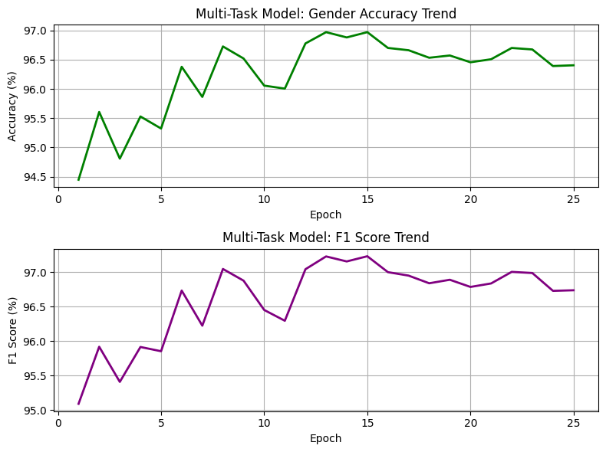 Multi-Task Model: Gender Accuracy Trend
97.0
96.5
96.0
95.5
95.0
94.5
Accuracy (%)
0 5 10 15 20 25
Epoch
Multi-Task Model: F1 Score Trend
97.0
96.5
96.0
95.5
95.0
F1 Score (%)
0 5 10 15 20 25
Epoch